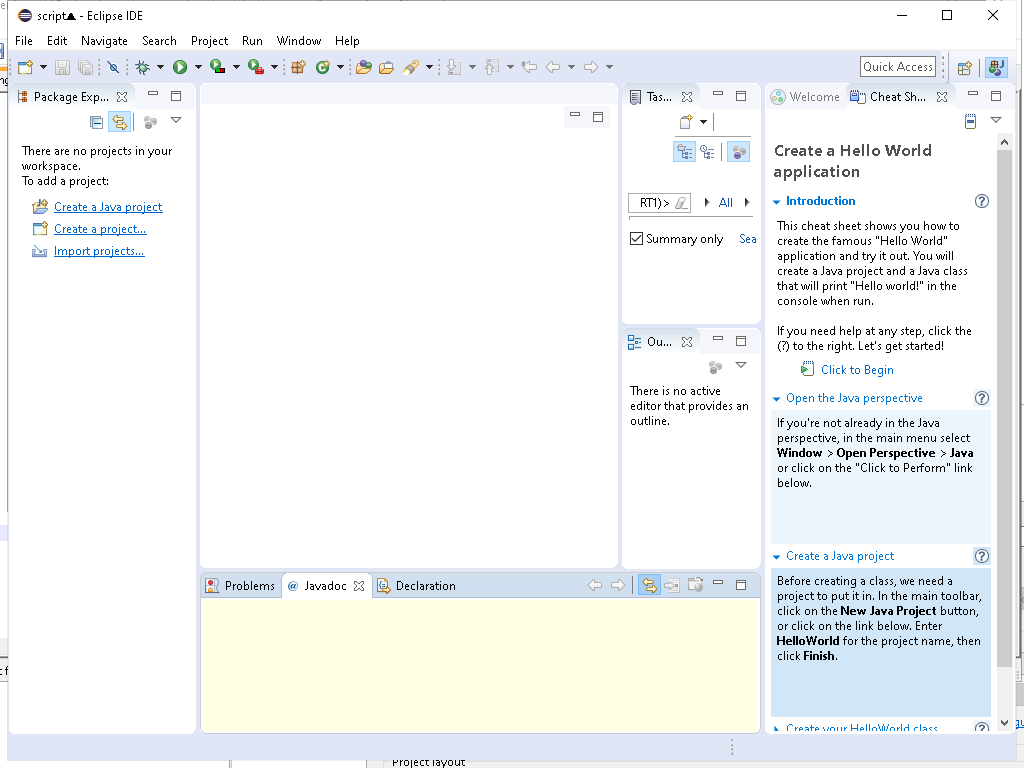 script▲ - Eclipse IDE
File Edit Navigate Search Project Run Window Help
Quick Access
Package Exp...
There are no projects in your
workspace.
To add a project:
Create a Java project
Create a project...
Import projects...
Tas...
RT1)> All
Summary only Sea
Ou...
There is no active
editor that provides an
outline.
Problems @ Javadoc Declaration
Welcome Cheat Sh...
Create a Hello World
application
Introduction
This cheat sheet shows you how to
create the famous "Hello World"
application and try it out. You will
create a Java project and a Java class
that will print "Hello world!" in the
console when run.
If you need help at any step, click the
(?) to the right. Let's get started!
Click to Begin
Open the Java perspective
If you're not already in the Java
perspective, in the main menu select
Window > Open Perspective > Java
or click on the "Click to Perform" link
below.
Create a Java project
Before creating a class, we need a
project to put it in. In the main toolbar,
click on the New Java Project button,
or click on the link below. Enter
HelloWorld for the project name, then
click Finish.
Create your HelloWorld class
Project layout